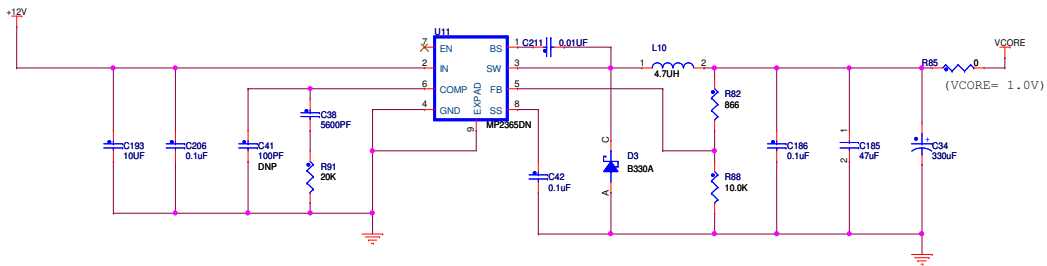 +12V
U11
7 EN
2 IN
6 COMP
4 GND
EXPAD
9
BS 1
SW 3
FB 5
SS 8
MP2365DN
C211
0.01UF
L10
1 2
4.7UH
R85
0
VCORE
(VCORE= 1.0V)
R82
866
C38
5600PF
C193
10UF
C206
0.1uF
C41
100PF
DNP
R91
20K
C42
0.1uF
C
D3
B330A
A
R88
10.0K
C186
0.1uF
1
C185
47uF
2
+
C34
330uF